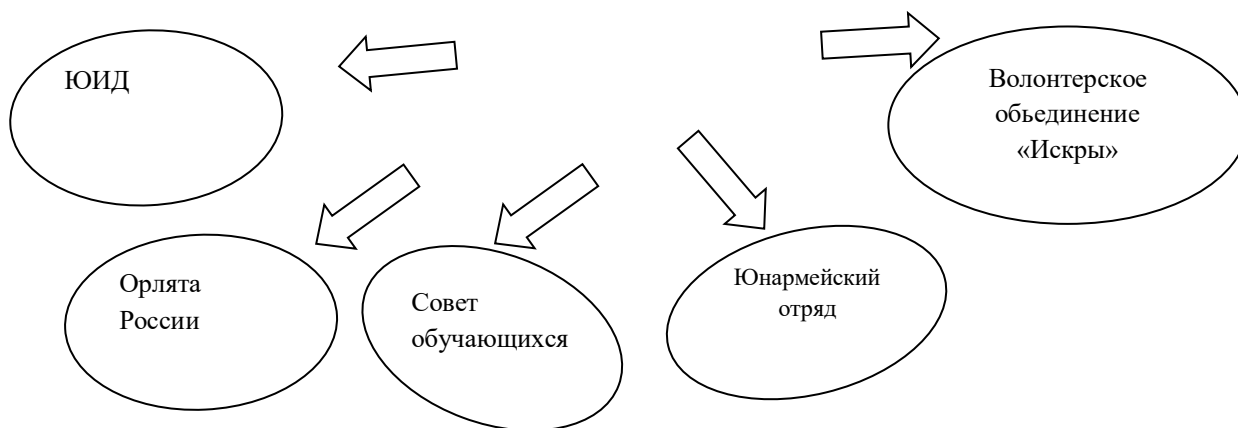 ЮИД
Волонтерское
обьединение
«Искры»
Орлята
России
Совет
обучающихся
Юнармейский
отряд